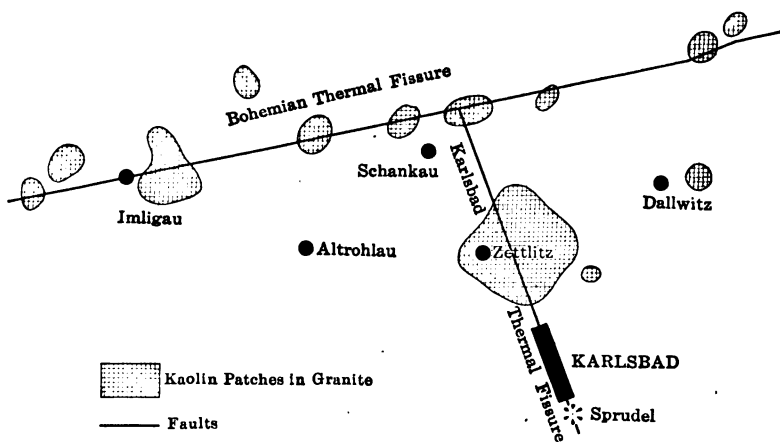 Bohemian Thermal Fissure
Schankau
Karlsbad
Imligau
Dallwitz
Altrohlau
Zettlitz
Thermal Fissure
KARLSBAD
Kaolin Patches in Granite
Sprudel
Faults